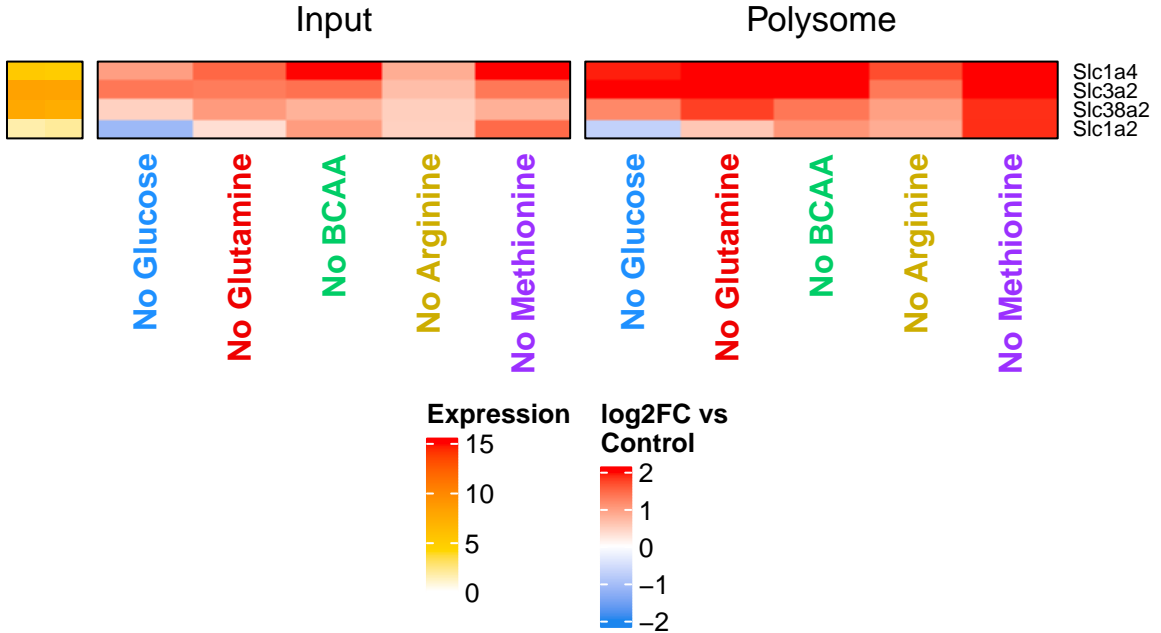 Input
Polysome
Slc1a4
Slc3a2
Slc38a2
Slc1a2
No Glucose
No Glutamine
No BCAA
No Arginine
No Methionine
No Glucose
No Glutamine
No BCAA
No Arginine
No Methionine
Expression
15
10
5
0
log2FC vs
Control
2
1
0
−1
−2